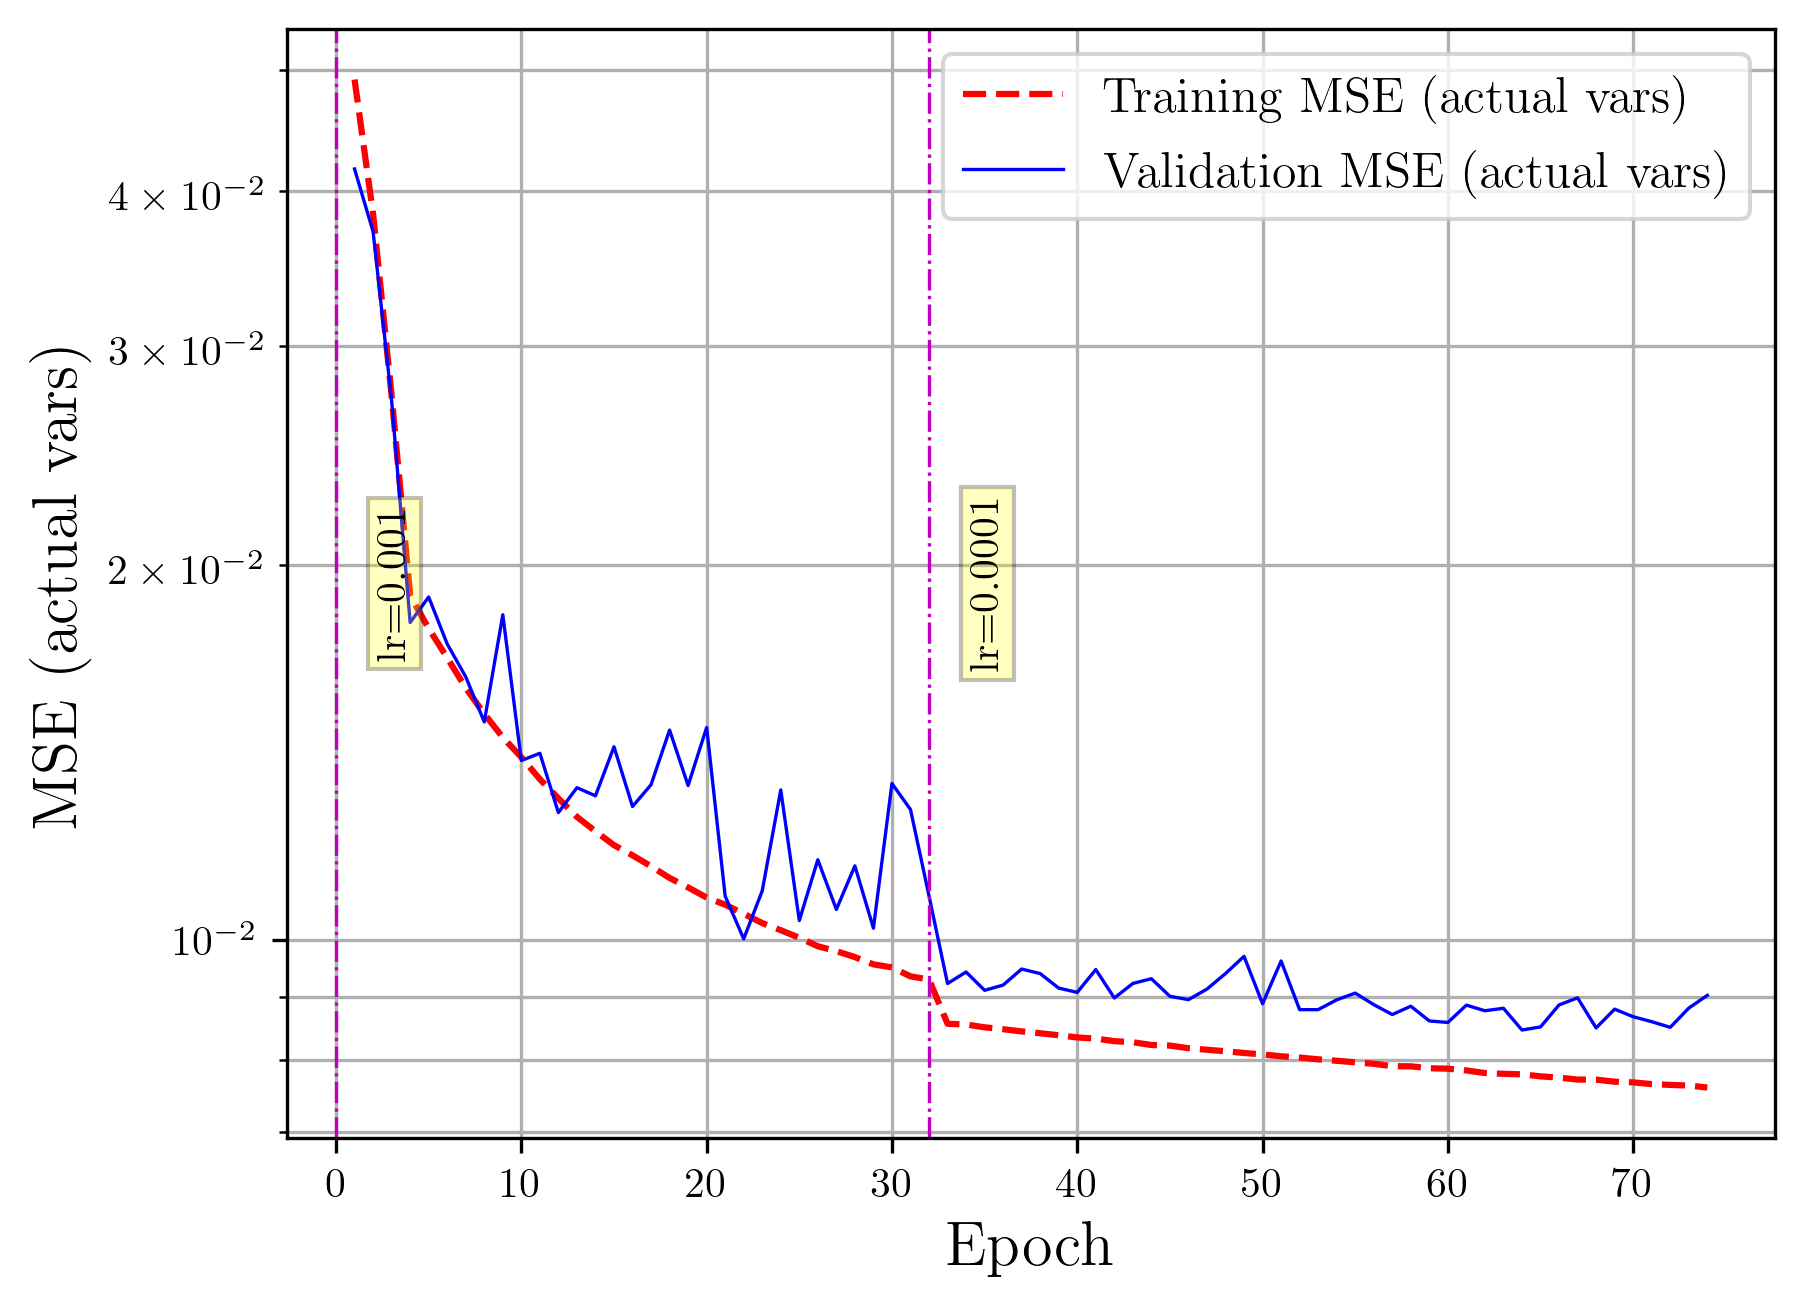 Training MSE (actual vars)
Validation MSE (actual vars)
MSE (actual vars)
4 × 10⁻²
3 × 10⁻²
2 × 10⁻²
10⁻²
lr=0.001
lr=0.0001
0 10 20 30 40 50 60 70
Epoch